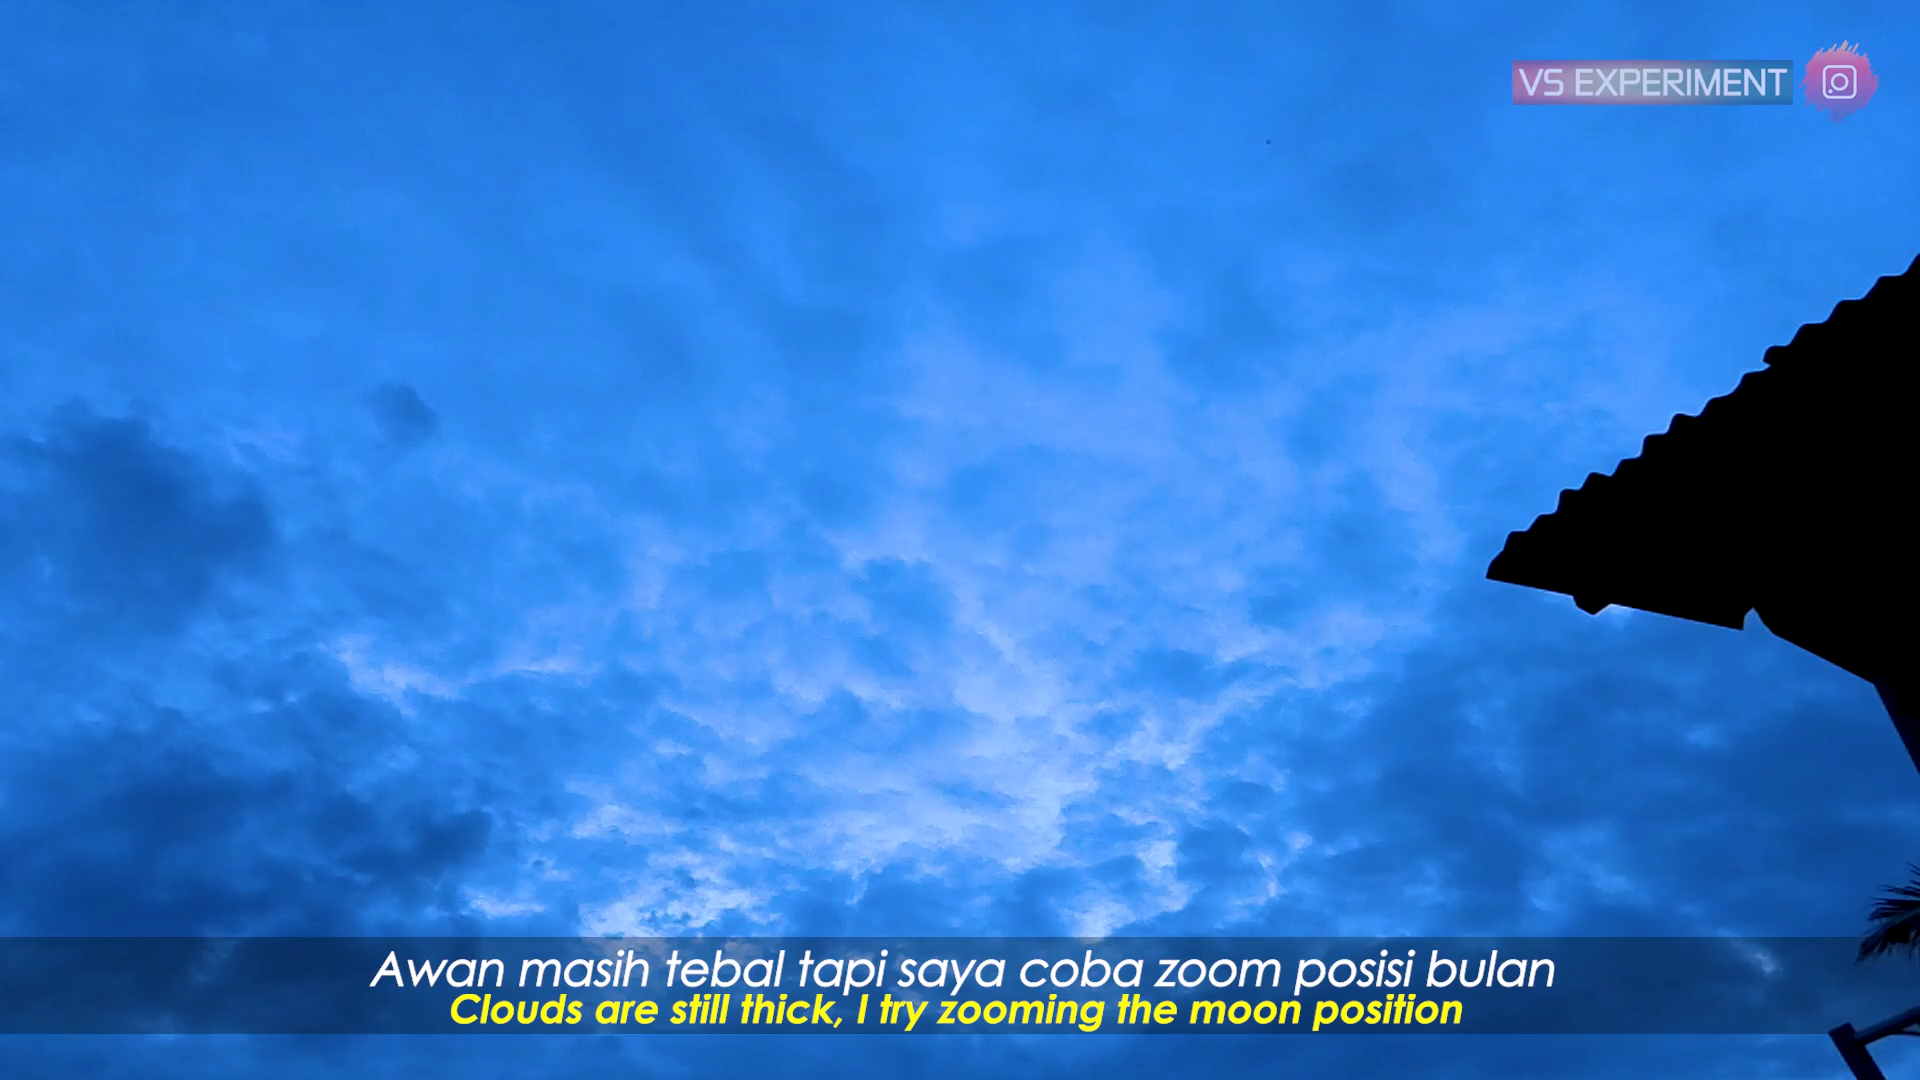 VS EXPERIMENT
Awan masih tebal tapi saya coba zoom posisi bulan
Clouds are still thick, I try zooming the moon position